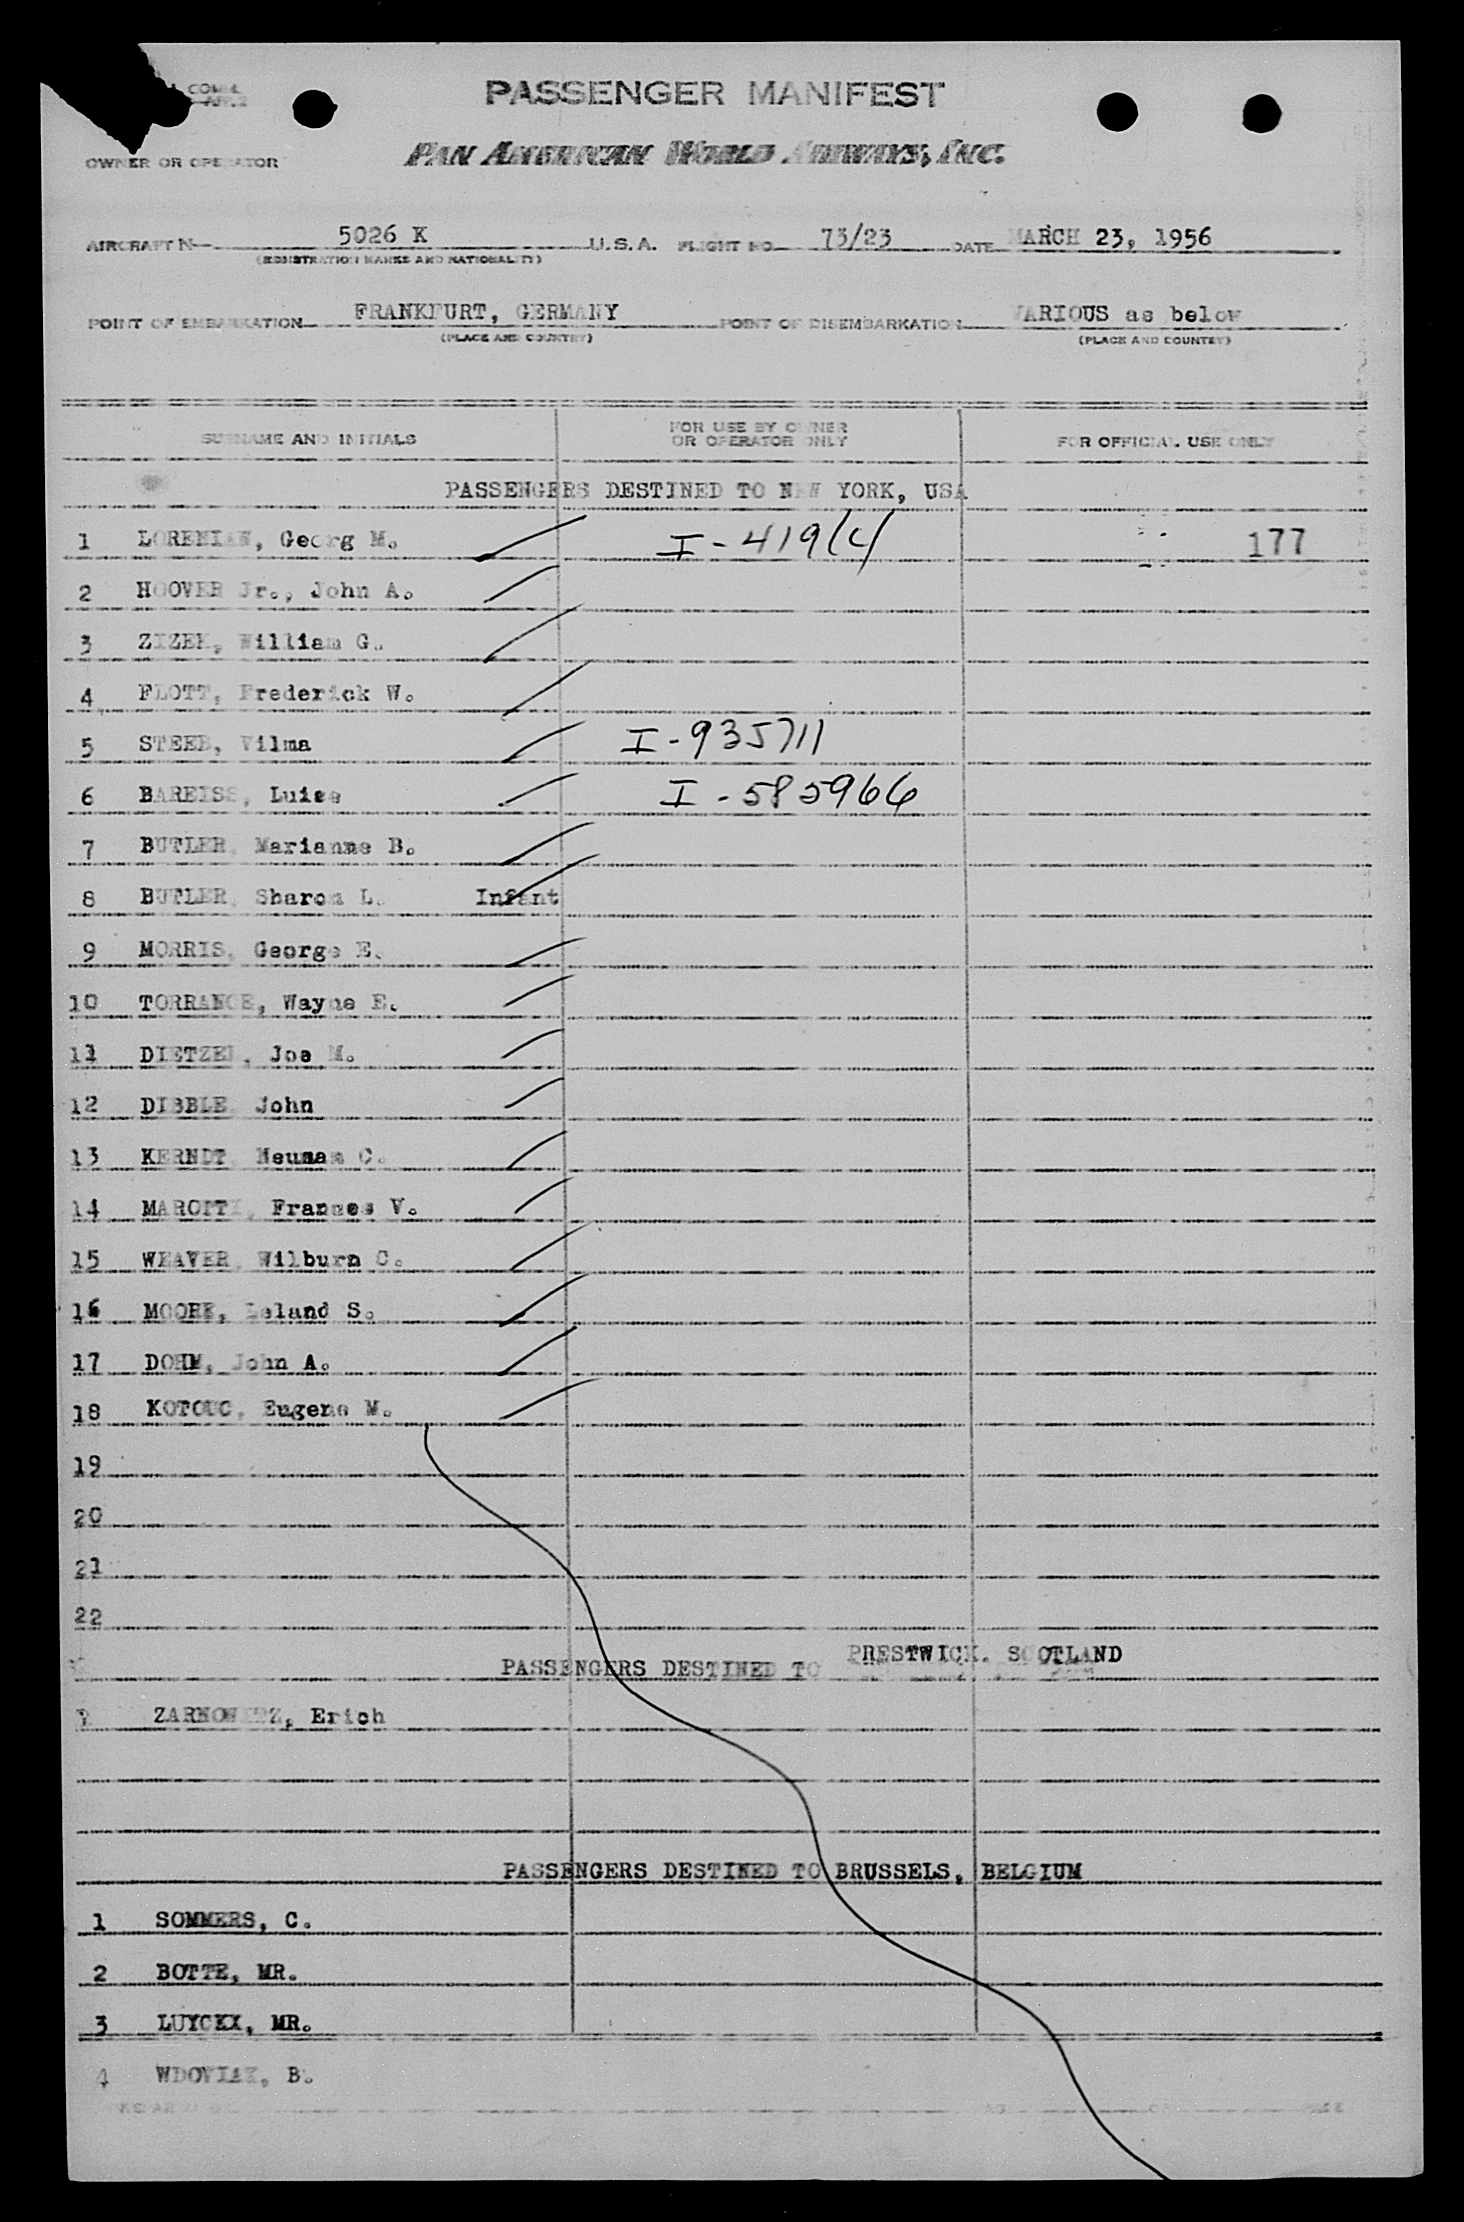 COML.
PASSENGER MANIFEST
OWNER OR OPERATOR PAN AMERICAN WORLD AIRWAYS, INC.
AIRCRAFT N 5026 K U.S.A. FLIGHT NO. 73/23 DATE MARCH 23, 1956
(REGISTRATION MARKS AND NATIONALITY)
POINT OF EMBARKATION FRANKFURT, GERMANY POINT OF DISEMBARKATION VARIOUS as below
(PLACE AND COUNTRY) (PLACE AND COUNTRY)
SURNAME AND INITIALS FOR USE BY OWNER OR OPERATOR ONLY FOR OFFICIAL USE ONLY
PASSENGERS DESTINED TO NEW YORK, USA
1 Georg M. I-419(4) 177
2 HOOVER Jr., John A.
3 ZIZEK, William G.
4 FLOTT, Frederick W.
5 STEEB, Vilma I-935711
6 BAREISS, Luise I-585966
7 BUTLER, Marianne B.
8 BUTLER, Sharon L. Infant
9 MORRIS, George E.
10 TORRANCE, Wayne E.
11 DIETZEL, Joe M.
12 DIBBLE, John
13 KERNDT, Neuman C.
14 Frances V.
15 WEAVER, Wilburn C.
16 MOORE, Leland S.
17 DOHM, John A.
18 KOTOUC, Eugene M.
19
20
21
22
PASSENGERS DESTINED TO PRESTWICK, SCOTLAND
1 ZARNOWITZ, Erich
PASSENGERS DESTINED TO BRUSSELS, BELGIUM
1 SOMMERS, C.
2 BOTTE, MR.
3 LUYCKX, MR.
4 WDOVIAK, B.